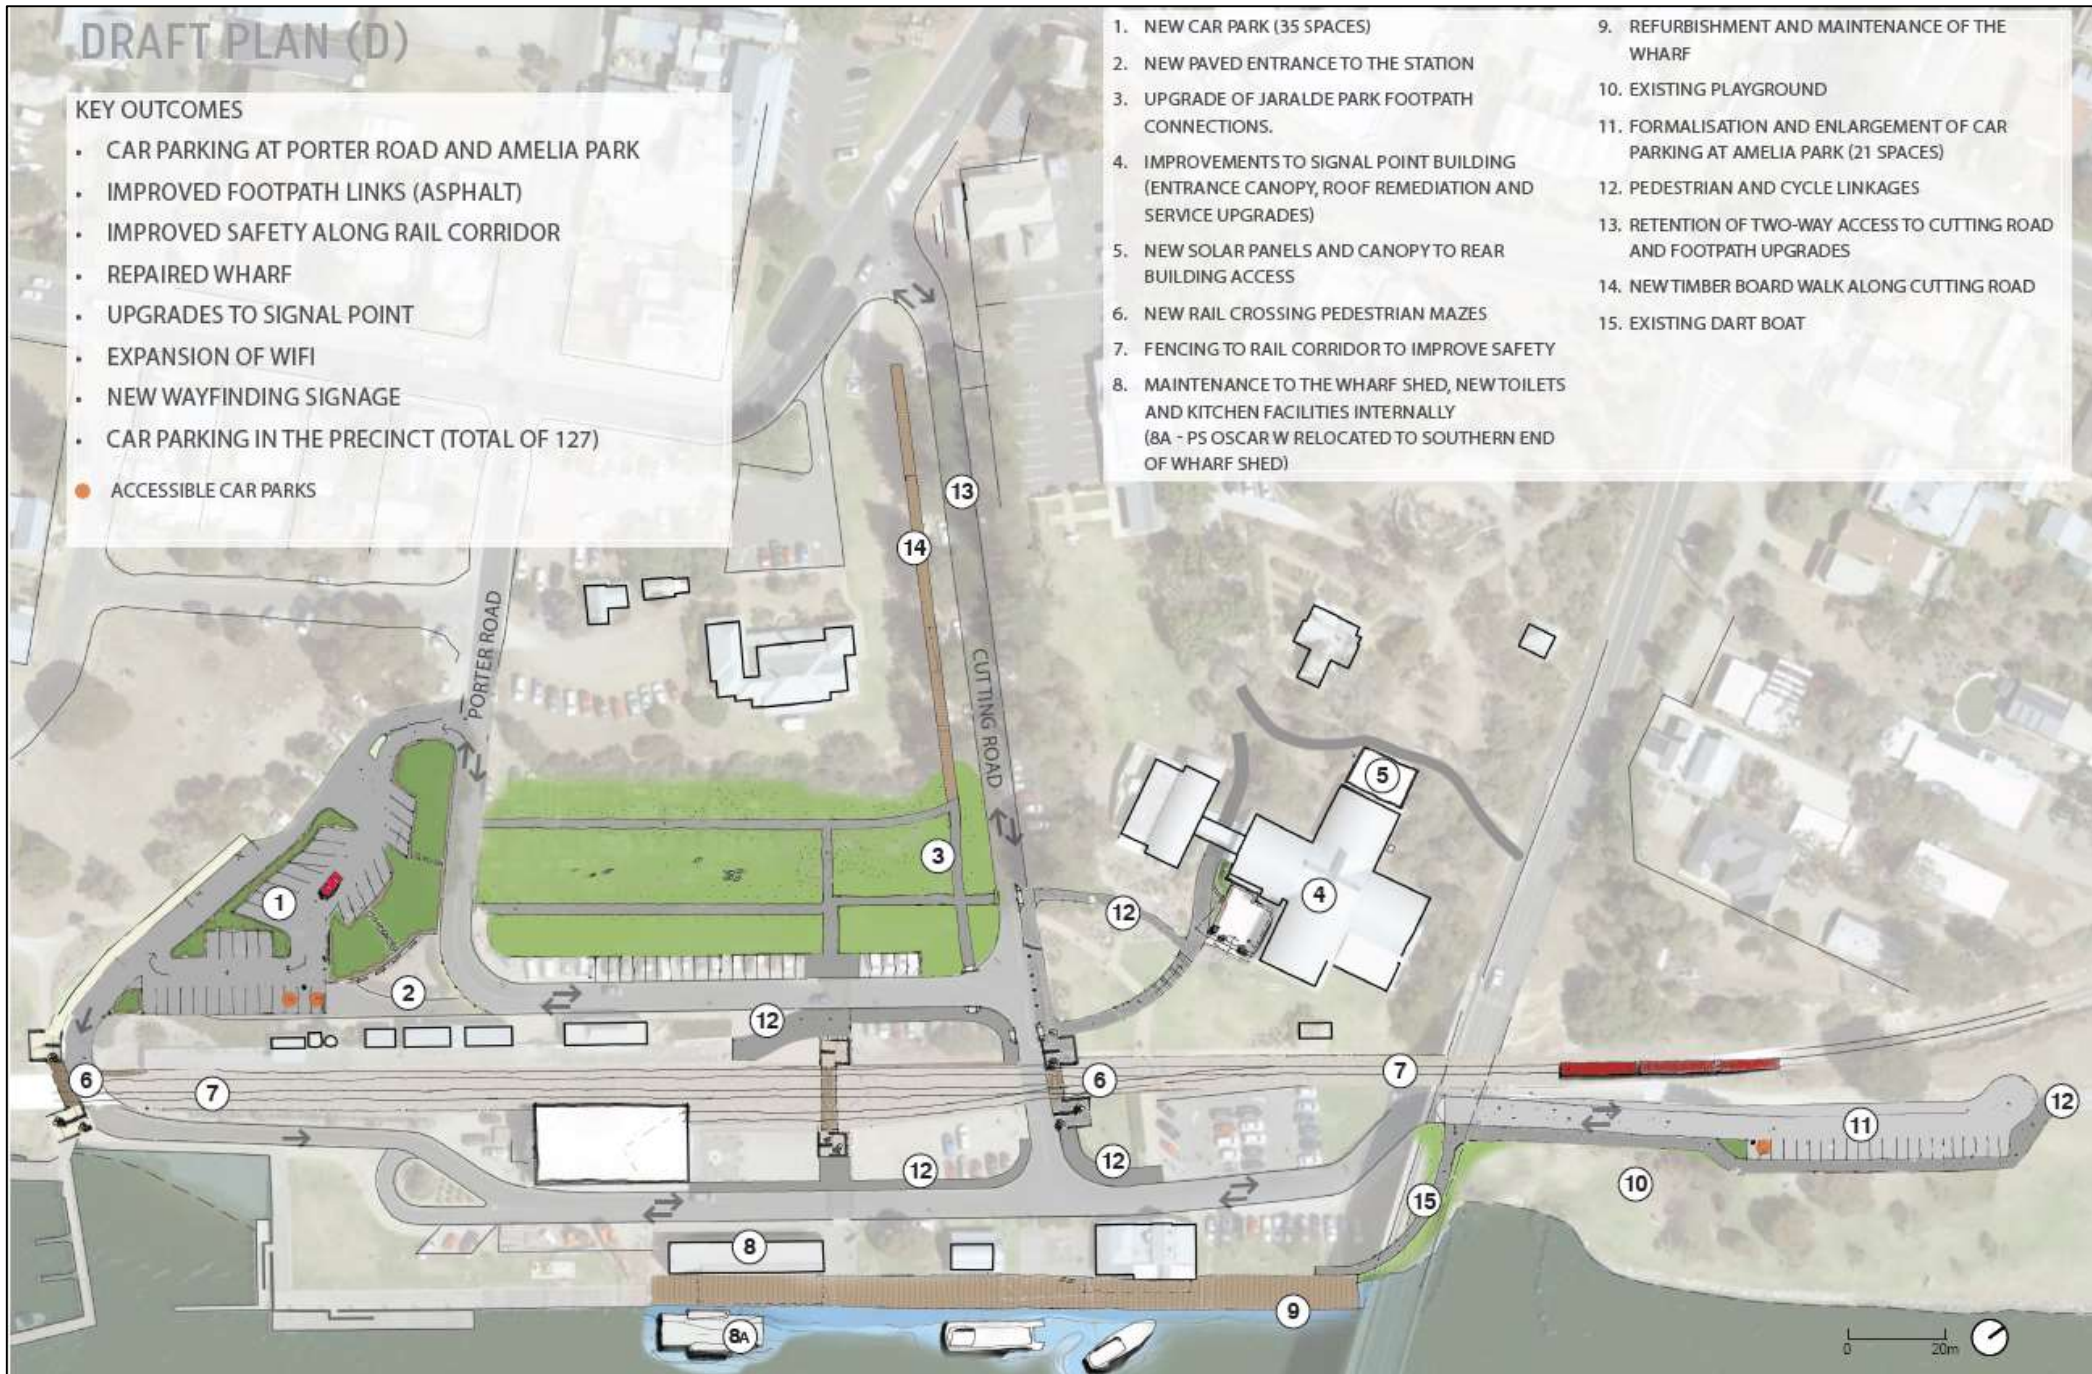 DRAFT PLAN (D)
KEY OUTCOMES
• CAR PARKING AT PORTER ROAD AND AMELIA PARK
• IMPROVED FOOTPATH LINKS (ASPHALT)
• IMPROVED SAFETY ALONG RAIL CORRIDOR
• REPAIRED WHARF
• UPGRADES TO SIGNAL POINT
• EXPANSION OF WIFI
• NEW WAYFINDING SIGNAGE
• CAR PARKING IN THE PRECINCT (TOTAL OF 127)
ACCESSIBLE CAR PARKS
1. NEW CAR PARK (35 SPACES)
2. NEW PAVED ENTRANCE TO THE STATION
3. UPGRADE OF JARALDE PARK FOOTPATH
CONNECTIONS.
4. IMPROVEMENTS TO SIGNAL POINT BUILDING
(ENTRANCE CANOPY, ROOF REMEDIATION AND
SERVICE UPGRADES)
5. NEW SOLAR PANELS AND CANOPY TO REAR
BUILDING ACCESS
6. NEW RAIL CROSSING PEDESTRIAN MAZES
7. FENCING TO RAIL CORRIDOR TO IMPROVE SAFETY
8. MAINTENANCE TO THE WHARF SHED, NEW TOILETS
AND KITCHEN FACILITIES INTERNALLY
(8A - PS OSCAR W RELOCATED TO SOUTHERN END
OF WHARF SHED)
9. REFURBISHMENT AND MAINTENANCE OF THE
WHARF
10. EXISTING PLAYGROUND
11. FORMALISATION AND ENLARGEMENT OF CAR
PARKING AT AMELIA PARK (21 SPACES)
12. PEDESTRIAN AND CYCLE LINKAGES
13. RETENTION OF TWO-WAY ACCESS TO CUTTING ROAD
AND FOOTPATH UPGRADES
14. NEW TIMBER BOARD WALK ALONG CUTTING ROAD
15. EXISTING DART BOAT
13
14
PORTER ROAD
CUTTING ROAD
5
3
4
1
12
2
12
6
7
6
7
12
11
12
12
10
15
8
9
8A
0 20m